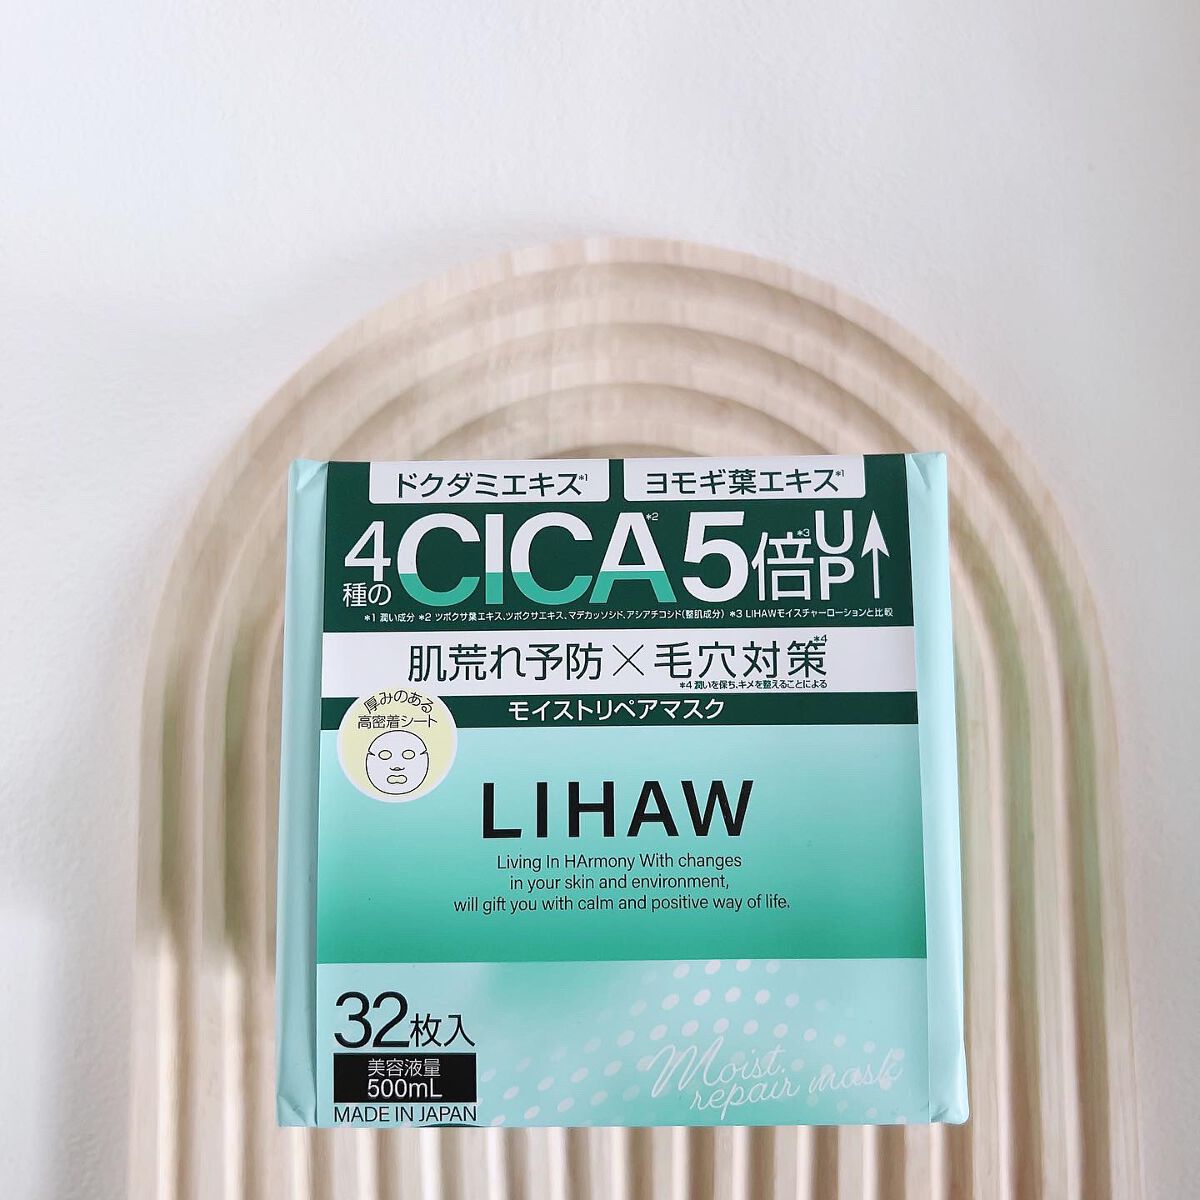 ドクダミエキス*1 ヨモギ葉エキス*1
4種のCICA*2 5倍*3UP↑
*1 潤い成分 *2 ツボクサ葉エキス、ツボクサエキス、マデカッソシド、アシアチコシド(整肌成分) *3 LIHAWモイスチャーローションと比較
肌荒れ予防×毛穴対策*4
*4 潤いを保ち、キメを整えることによる
モイストリペアマスク
厚みのある
高密着シート
LIHAW
Living In HArmony With changes
in your skin and environment,
will gift you with calm and positive way of life.
32枚入
美容液量
500mL
MADE IN JAPAN
Moist
repair mask